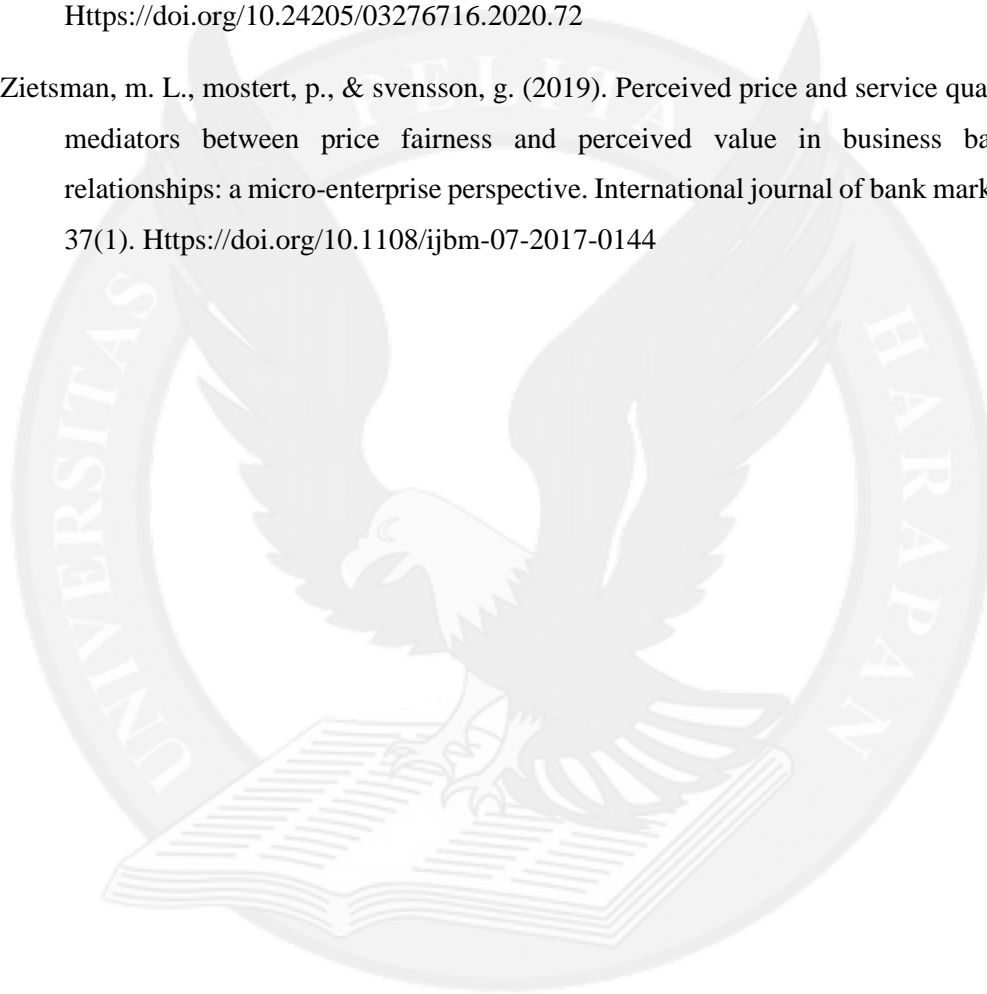 Https://doi.org/10.24205/03276716.2020.72
Zietsman, m. L., mostert, p., & svensson, g. (2019). Perceived price and service qua
mediators between price fairness and perceived value in business ba
relationships: a micro-enterprise perspective. International journal of bank mark
37(1). Https://doi.org/10.1108/ijbm-07-2017-0144
UNIVERSITAS PELITA HARAPAN